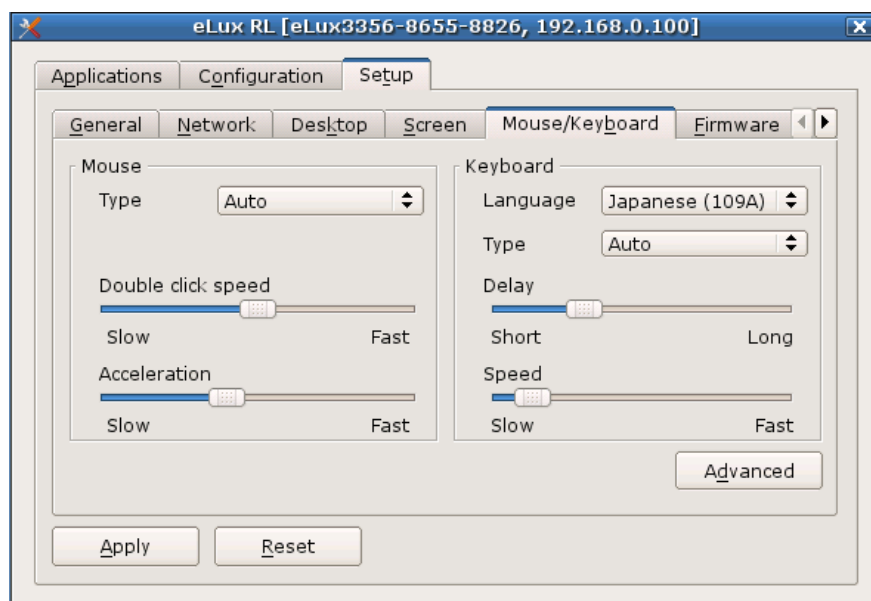 eLux RL [eLux3356-8655-8826, 192.168.0.100]
Applications Configuration Setup
General Network Desktop Screen Mouse/Keyboard Firmware
Mouse
Type Auto
Double click speed
Slow Fast
Acceleration
Slow Fast
Keyboard
Language Japanese (109A)
Type Auto
Delay
Short Long
Speed
Slow Fast
Advanced
Apply Reset